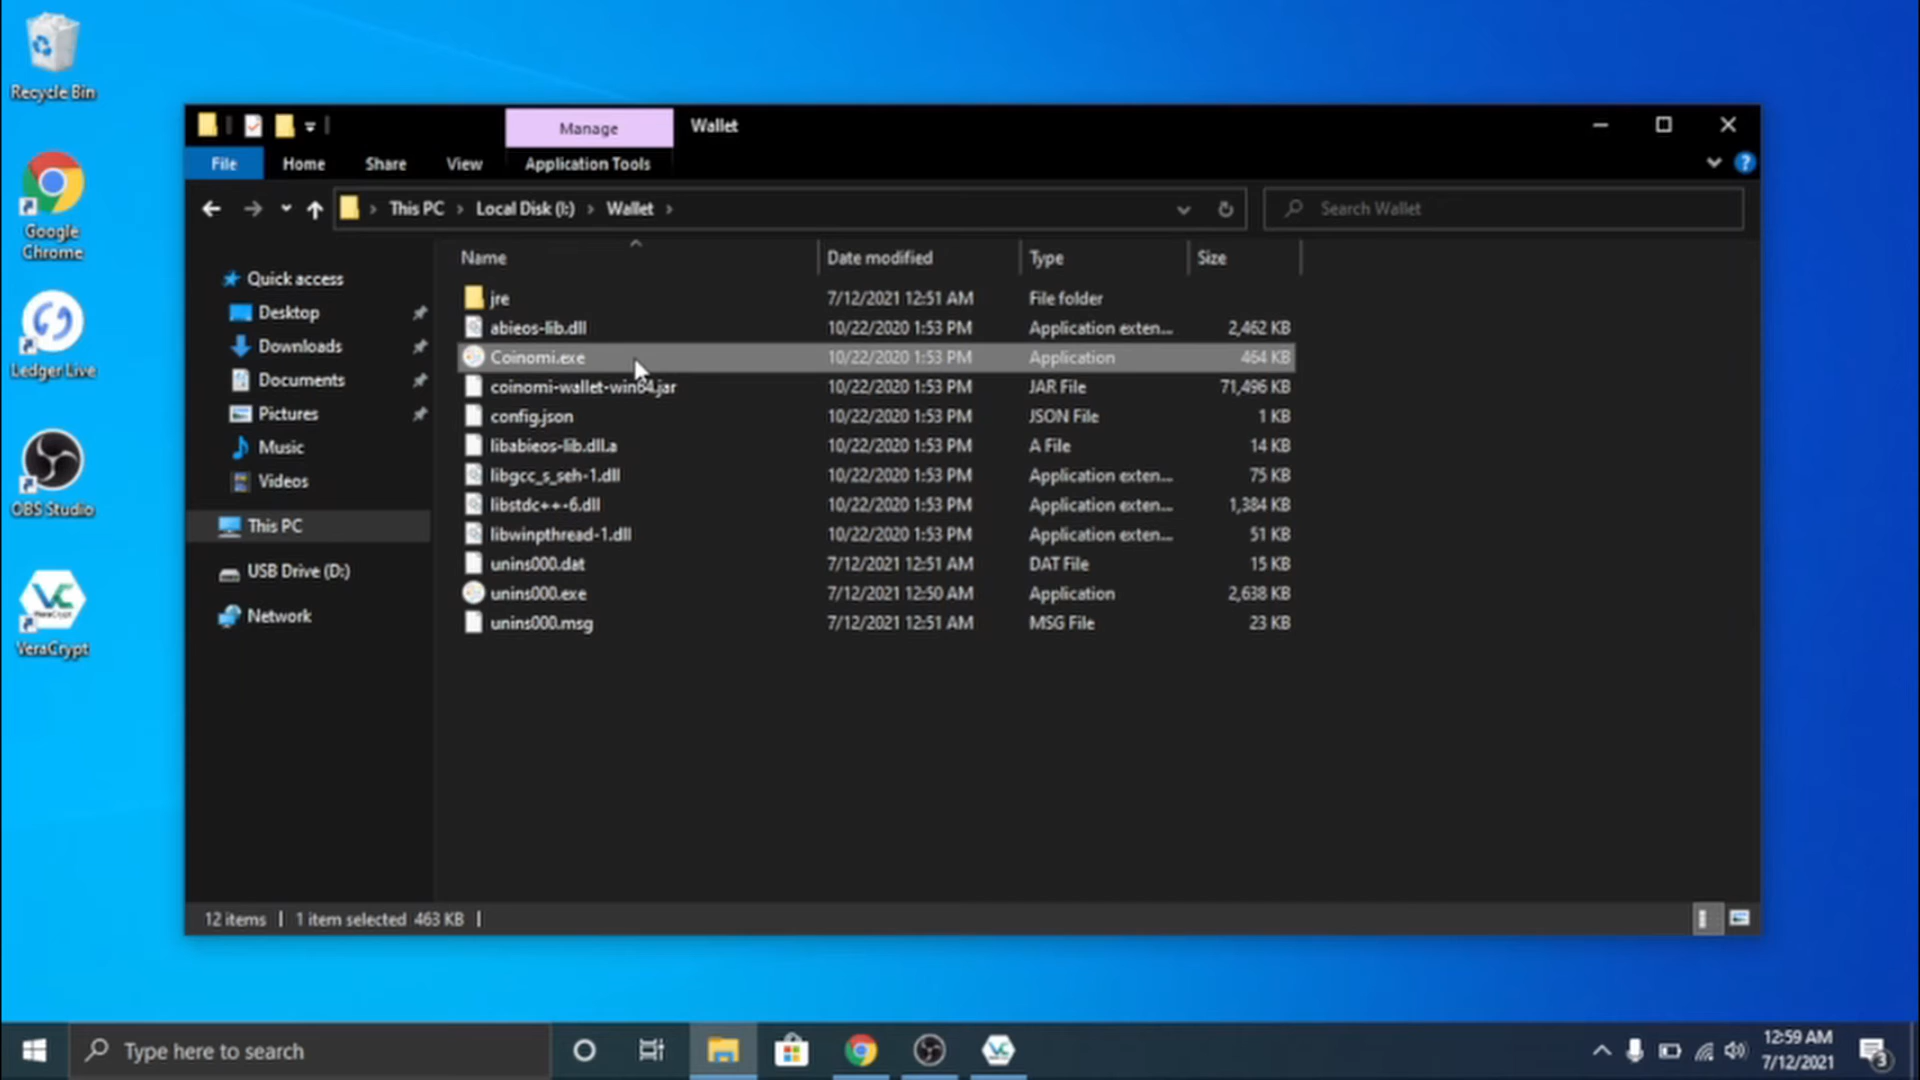 Recycle Bin
Google
Chrome
Ledger Live
OBS Studio
VeraCrypt
VeraCrypt
Manage
Wallet
File
Home
Share
View
Application Tools
This PC
Local Disk (I:)
Wallet
Search Wallet
Quick access
Desktop
Downloads
Documents
Pictures
Music
Videos
This PC
USB Drive (D:)
Network
Name Date modified Type Size
jre 7/12/2021 12:51 AM File folder
abieos-lib.dll 10/22/2020 1:53 PM Application exten... 2,462 KB
Coinomi.exe 10/22/2020 1:53 PM Application 464 KB
coinomi-wallet-win64.jar 10/22/2020 1:53 PM JAR File 71,496 KB
config.json 10/22/2020 1:53 PM JSON File 1 KB
libabieos-lib.dll.a 10/22/2020 1:53 PM A File 14 KB
libgcc_s_seh-1.dll 10/22/2020 1:53 PM Application exten... 75 KB
libstdc++-6.dll 10/22/2020 1:53 PM Application exten... 1,384 KB
libwinpthread-1.dll 10/22/2020 1:53 PM Application exten... 51 KB
unins000.dat 7/12/2021 12:51 AM DAT File 15 KB
unins000.exe 7/12/2021 12:50 AM Application 2,638 KB
unins000.msg 7/12/2021 12:51 AM MSG File 23 KB
12 items | 1 item selected 463 KB |
Type here to search
12:59 AM
7/12/2021
3